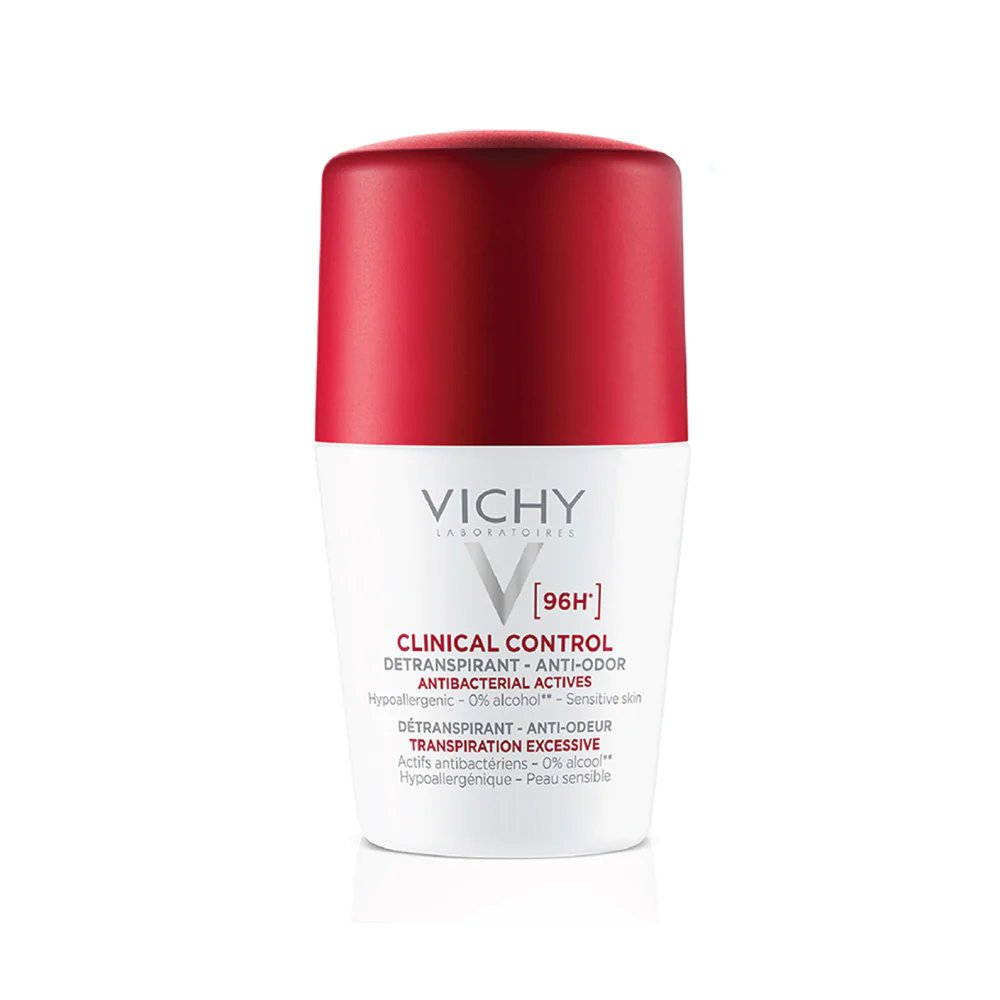 VICHY
LABORATOIRES
V
[96H*]
CLINICAL CONTROL
DETRANSPIRANT - ANTI-ODOR
ANTIBACTERIAL ACTIVES
Hypoallergenic - 0% alcohol** - Sensitive skin
DÉTRANSPIRANT - ANTI-ODEUR
TRANSPIRATION EXCESSIVE
Actifs antibactériens - 0% alcool**
Hypoallergénique - Peau sensible